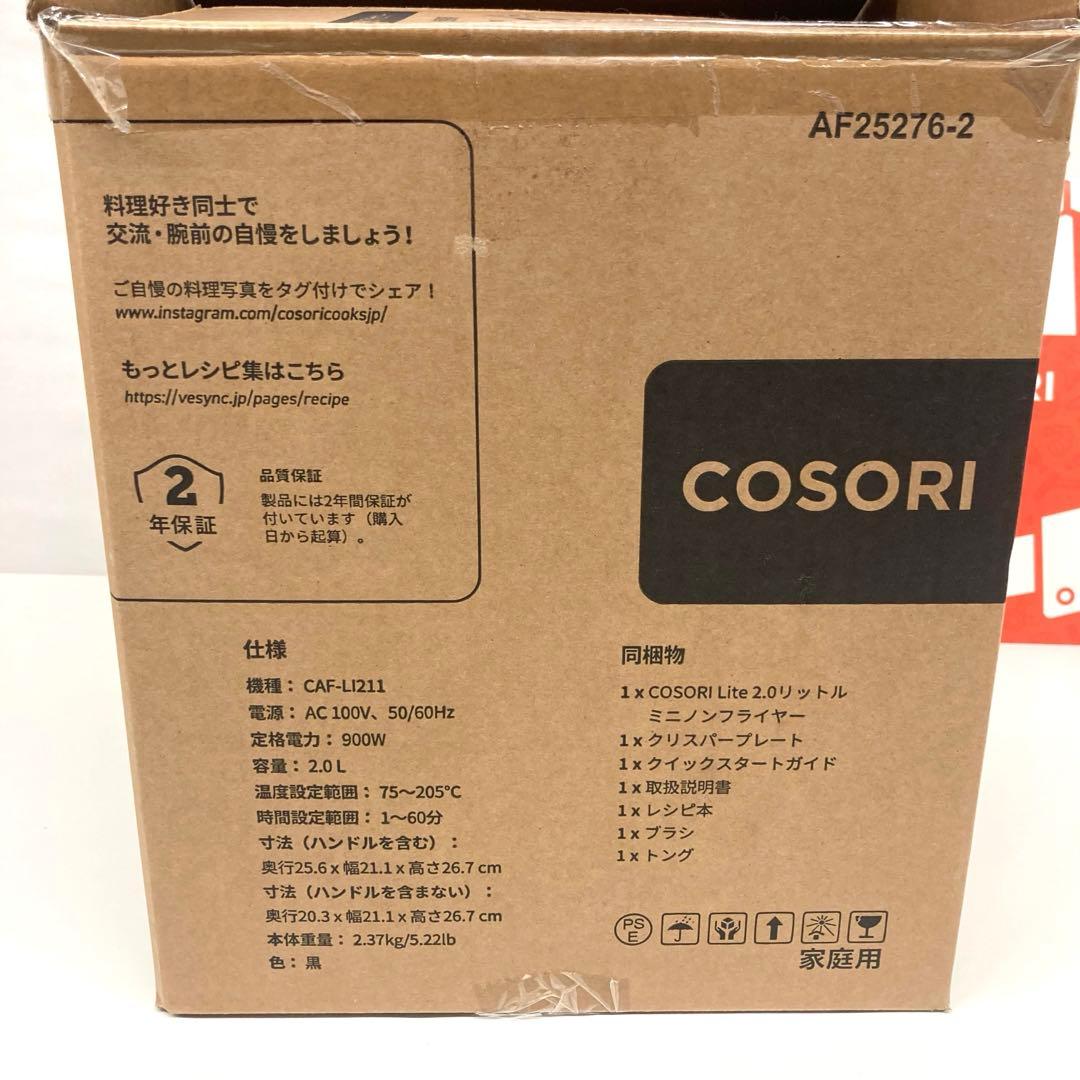 AF25276-2
料理好き同士で
交流・腕前の自慢をしましょう！
ご自慢の料理写真をタグ付けでシェア！
www.instagram.com/cosoricooksjp/
もっとレシピ集はこちら
https://vesync.jp/pages/recipe
2
年保証
品質保証
製品には2年間保証が
付いています（購入
日から起算）。
COSORI
RI
仕様
機種： CAF-LI211
電源： AC 100V、50/60Hz
定格電力： 900W
容量： 2.0 L
温度設定範囲： 75〜205℃
時間設定範囲： 1〜60分
寸法（ハンドルを含む）：
奥行25.6 x 幅21.1 x 高さ26.7 cm
寸法（ハンドルを含まない）：
奥行20.3 x 幅21.1 x 高さ26.7 cm
本体重量： 2.37kg/5.22lb
色： 黒
同梱物
1 x COSORI Lite 2.0リットル
ミニノンフライヤー
1 x クリスパープレート
1 x クイックスタートガイド
1 x 取扱説明書
1 x レシピ本
1 x ブラシ
1 x トング
PS
E
家庭用